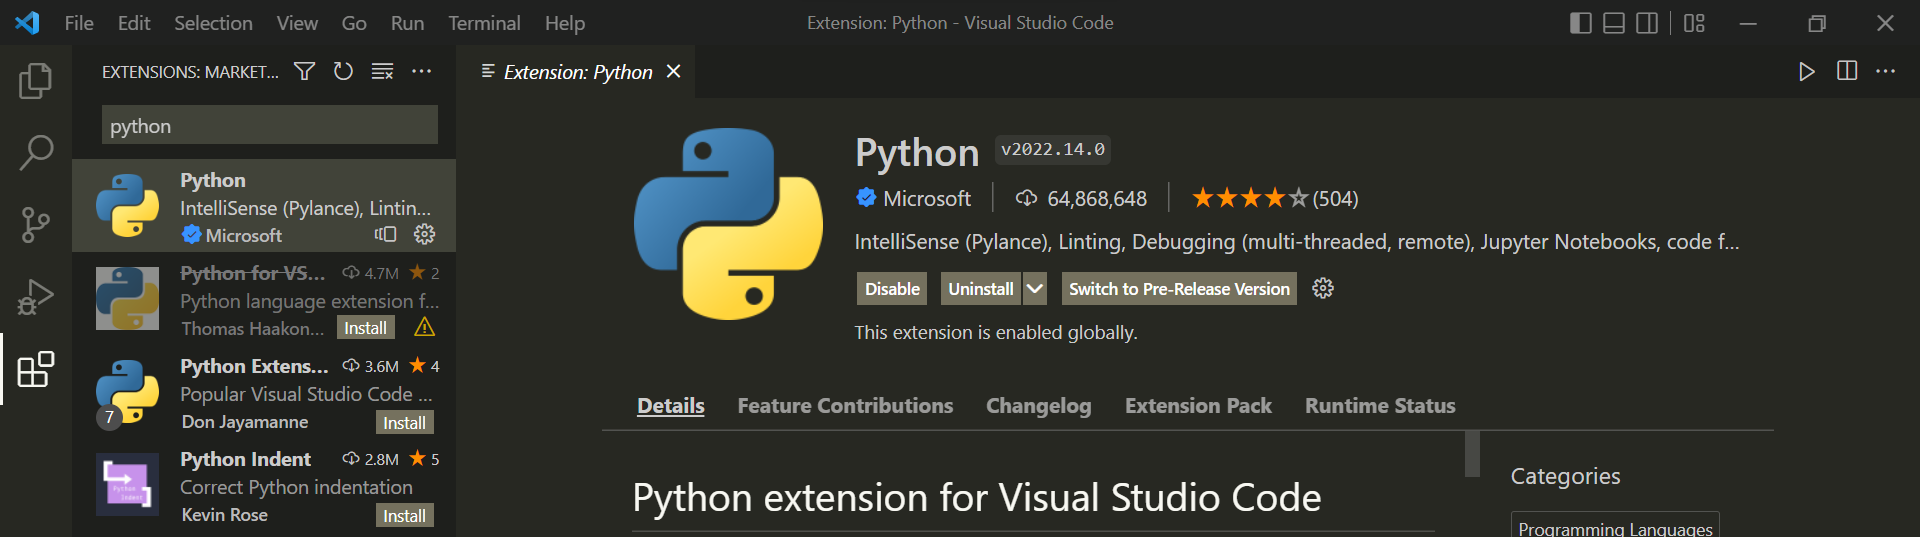 File Edit Selection View Go Run Terminal Help Extension: Python - Visual Studio Code
EXTENSIONS: MARKET...
python
Python
IntelliSense (Pylance), Lintin...
Microsoft
Python for VS... 4.7M 2
Python language extension f...
Thomas Haakon... Install
Python Extens... 3.6M 4
Popular Visual Studio Code ...
7
Don Jayamanne Install
Python Indent 2.8M 5
Correct Python indentation
Python Indent
Kevin Rose Install
Extension: Python
Python v2022.14.0
Microsoft 64,868,648 (504)
IntelliSense (Pylance), Linting, Debugging (multi-threaded, remote), Jupyter Notebooks, code f...
Disable Uninstall Switch to Pre-Release Version
This extension is enabled globally.
Details Feature Contributions Changelog Extension Pack Runtime Status
Python extension for Visual Studio Code
Categories
Programming Languages